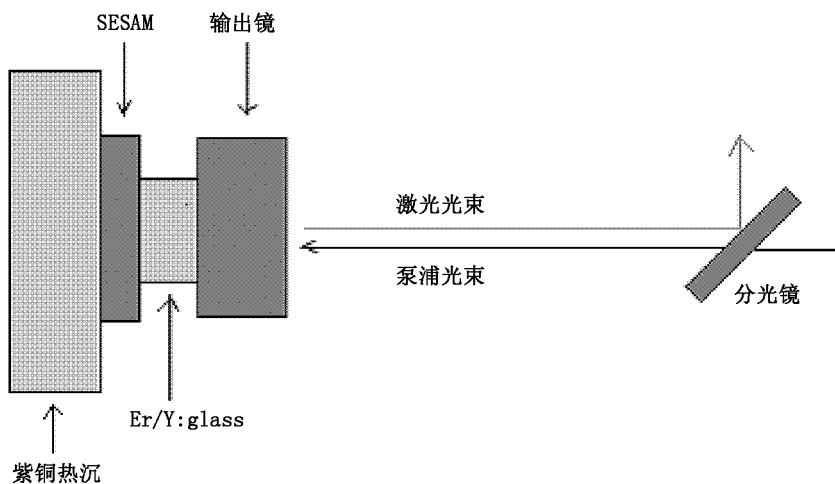 SESAM
输出镜
激光光束
泵浦光束
分光镜
Er/Y:glass
紫铜热沉